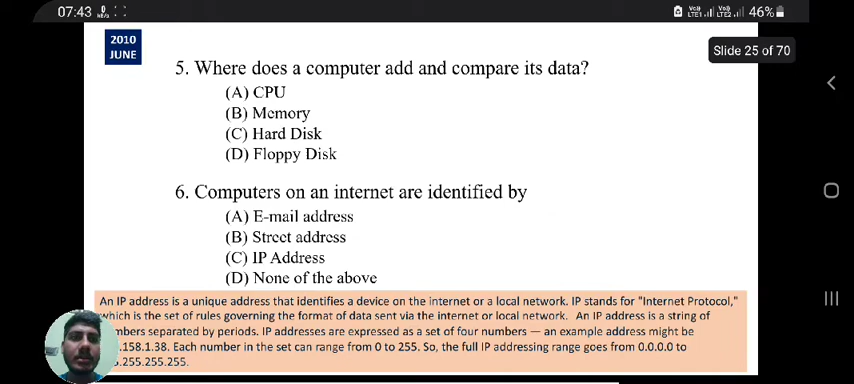 07:43
46%
2010
JUNE
Slide 25 of 70
5. Where does a computer add and compare its data?
(A) CPU
(B) Memory
(C) Hard Disk
(D) Floppy Disk
6. Computers on an internet are identified by
(A) E-mail address
(B) Street address
(C) IP Address
(D) None of the above
An IP address is a unique address that identifies a device on the internet or a local network. IP stands for "Internet Protocol,"
which is the set of rules governing the format of data sent via the internet or local network. An IP address is a string of
mbers separated by periods. IP addresses are expressed as a set of four numbers — an example address might be
.158.1.38. Each number in the set can range from 0 to 255. So, the full IP addressing range goes from 0.0.0.0 to
5.255.255.255.